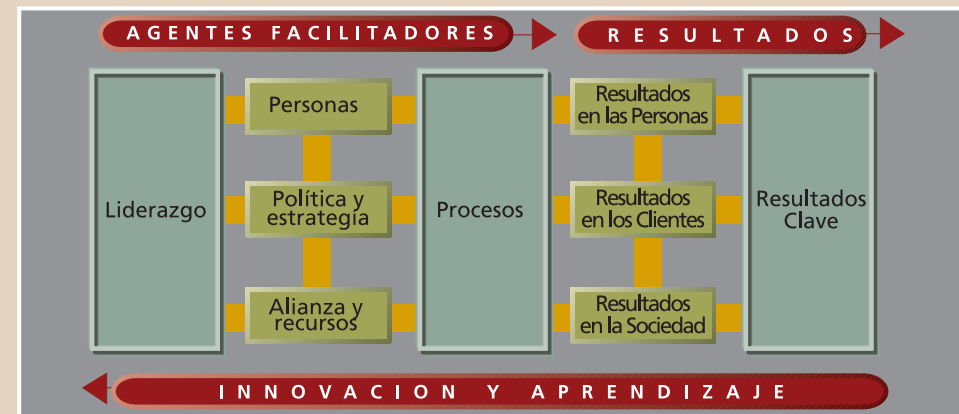 AGENTES FACILITADORES
RESULTADOS
Liderazgo
Personas
Política y
estrategía
Alianza y
recursos
Procesos
Resultados
en las Personas
Resultados
en los Clientes
Resultados
en la Sociedad
Resultados
Clave
INNOVACION Y APRENDIZAJE